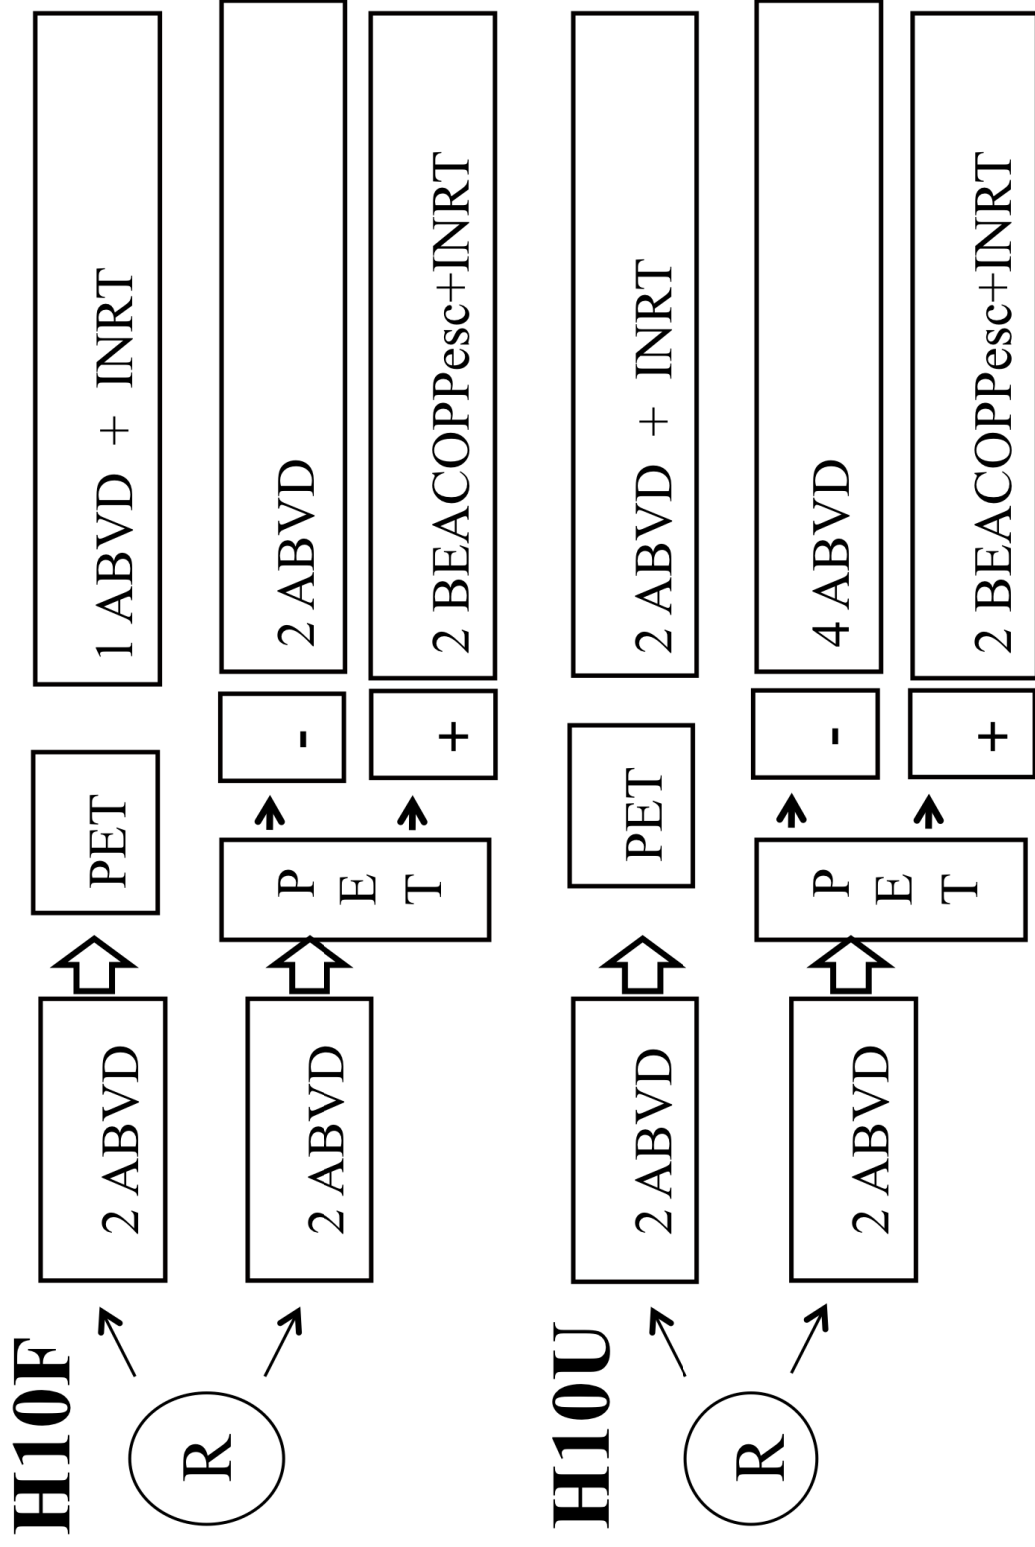 H10F
R
2 ABVD
PET
1 ABVD + INRT
2 ABVD
P
E
T
-
2 ABVD
+
2 BEACOPPesc+INRT
H10U
R
2 ABVD
PET
2 ABVD + INRT
2 ABVD
P
E
T
-
4 ABVD
+
2 BEACOPPesc+INRT